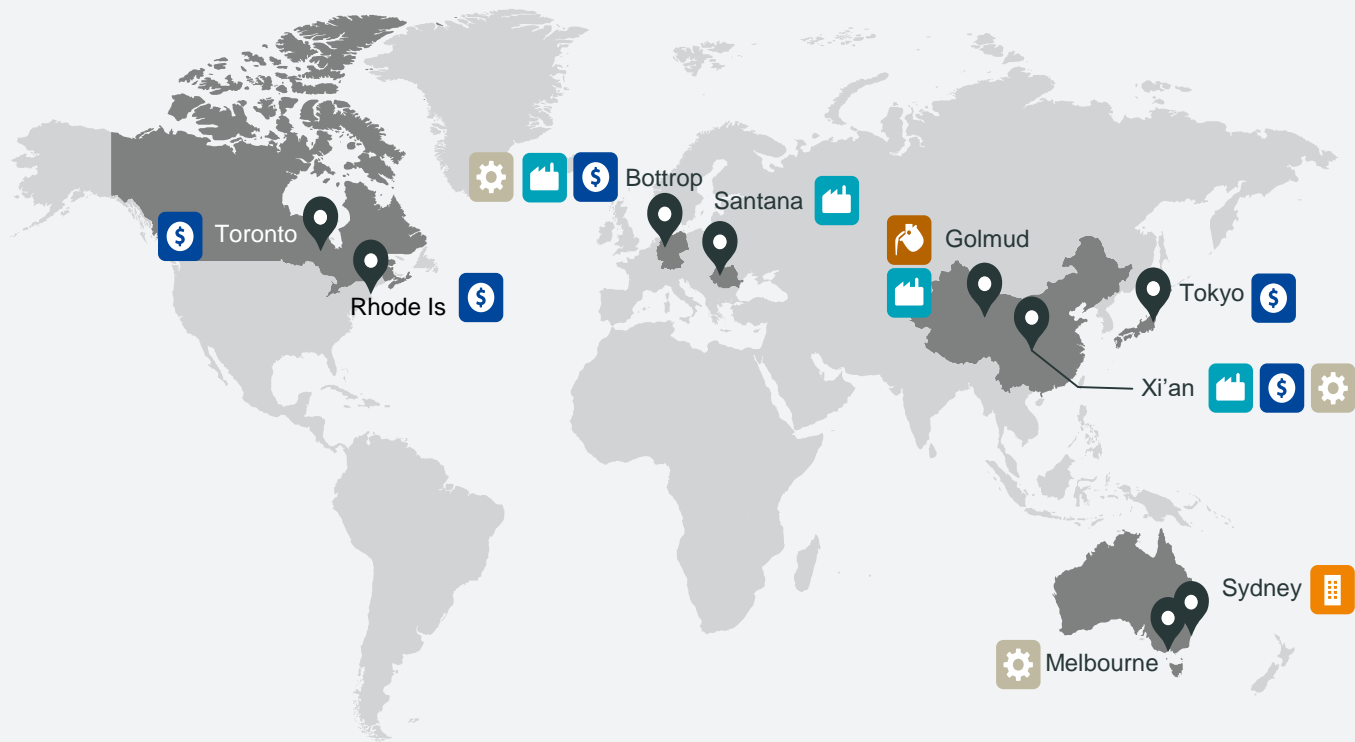 Bottrop
Santana
Toronto
Golmud
Rhode Is
Tokyo
Xi’an
Sydney
Melbourne